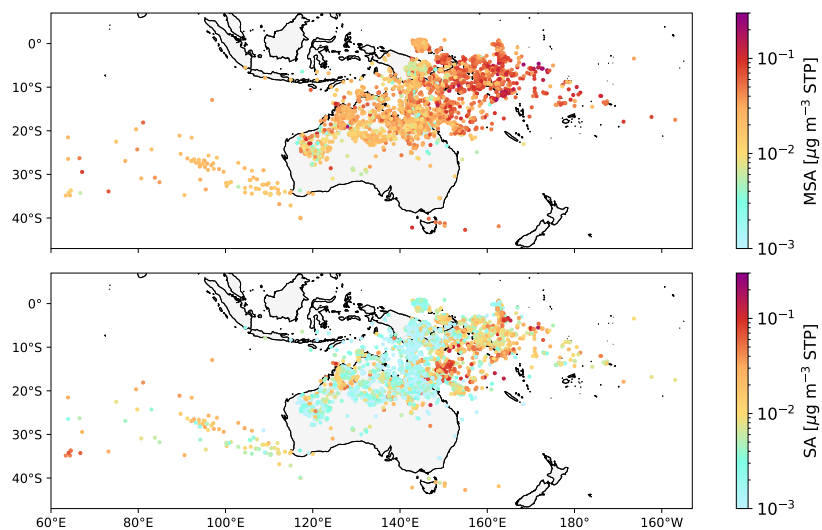 0°
10°S
20°S
30°S
40°S
10⁻¹
10⁻²
10⁻³
MSA [μg m⁻³ STP]
0°
10°S
20°S
30°S
40°S
60°E
80°E
100°E
120°E
140°E
160°E
180°
160°W
10⁻¹
10⁻²
10⁻³
SA [μg m⁻³ STP]